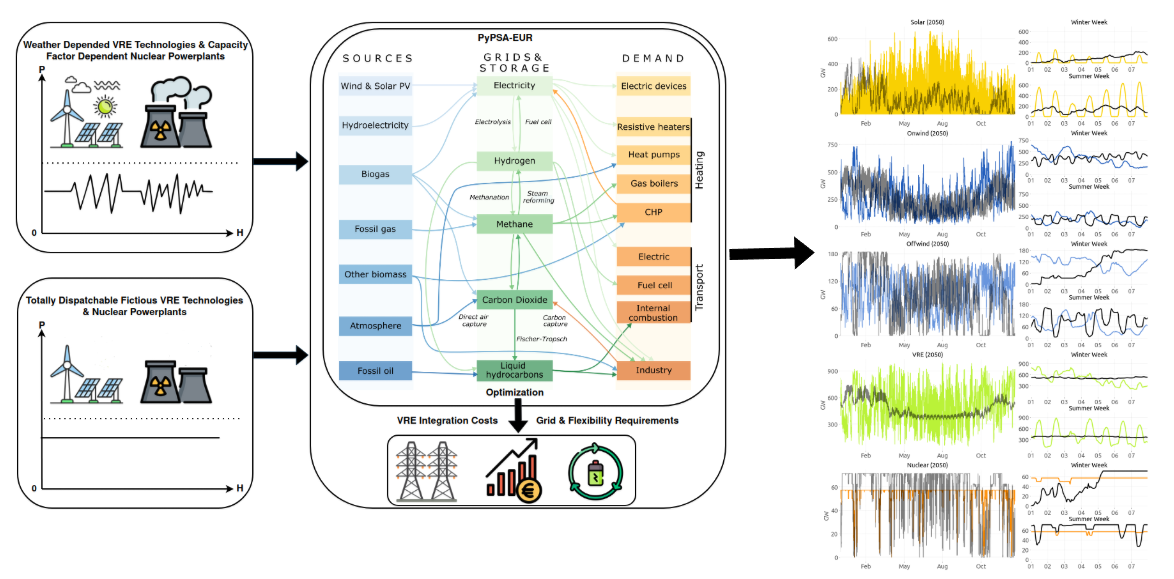 Weather Depended VRE Technologies & Capacity
Factor Dependent Nuclear Powerplants
P
0
H
Totally Dispatchable Fictious VRE Technologies
& Nuclear Powerplants
P
0
H
PyPSA-EUR
SOURCES
GRIDS &
STORAGE
DEMAND
Wind & Solar PV
Electricity
Electric devices
Hydroelectricity
Electrolysis
Fuel cell
Resistive heaters
Hydrogen
Heat pumps
Biogas
Gas boilers
Methanation
Steam
reforming
CHP
Heating
Fossil gas
Methane
Electric
Other biomass
Fuel cell
Transport
Carbon Dioxide
Internal
combustion
Atmosphere
Direct air
capture
Carbon
capture
Fischer-Tropsch
Fossil oil
Liquid
hydrocarbons
Industry
Optimization
VRE Integration Costs
Grid & Flexibility Requirements
€
Solar (2050)
GW
600
400
200
0
Feb May Aug Oct
Winter Week
600
400
200
0
01 02 03 04 05 06 07
Summer Week
600
400
200
0
01 02 03 04 05 06 07
Onwind (2050)
GW
750
500
250
0
Feb May Aug Oct
Winter Week
750
500
250
0
01 02 03 04 05 06 07
Summer Week
750
500
250
0
01 02 03 04 05 06 07
Offwind (2050)
GW
180
120
60
0
Feb May Aug Oct
Winter Week
180
120
60
0
01 02 03 04 05 06 07
Summer Week
180
120
60
0
01 02 03 04 05 06 07
VRE (2050)
GW
900
600
300
Feb May Aug Oct
Winter Week
900
600
300
01 02 03 04 05 06 07
Summer Week
900
600
300
01 02 03 04 05 06 07
Nuclear (2050)
GW
60
40
20
0
Feb May Aug Oct
Winter Week
60
40
20
0
01 02 03 04 05 06 07
Summer Week
60
40
20
0
01 02 03 04 05 06 07